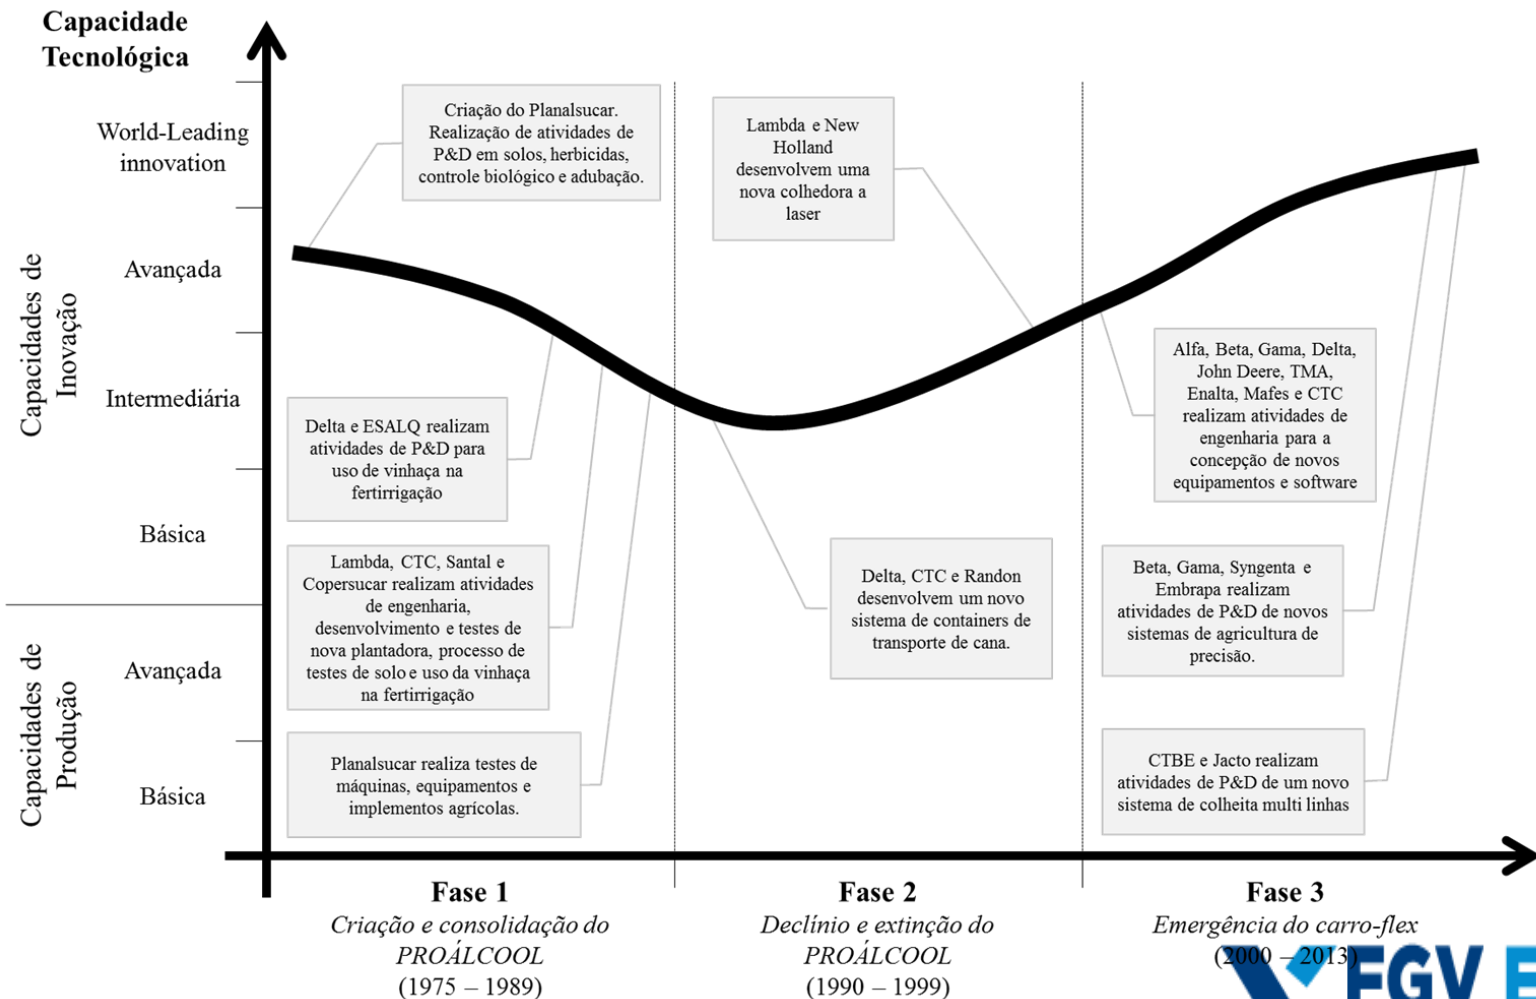 Capacidade
Tecnológica
World-Leading
innovation
Avançada
Intermediária
Básica
Avançada
Básica
Capacidades de
Inovação
Capacidades de
Produção
Criação do Planalsucar.
Realização de atividades de
P&D em solos, herbicidas,
controle biológico e adubação.
Delta e ESALQ realizam
atividades de P&D para
uso de vinhaça na
fertirrigação
Lambda, CTC, Santal e
Copersucar realizam atividades
de engenharia,
desenvolvimento e testes de
nova plantadora, processo de
testes de solo e uso da vinhaça
na fertirrigação
Planalsucar realiza testes de
máquinas, equipamentos e
implementos agrícolas.
Lambda e New
Holland
desenvolvem uma
nova colhedora a
laser
Delta, CTC e Randon
desenvolvem um novo
sistema de containers de
transporte de cana.
Alfa, Beta, Gama, Delta,
John Deere, TMA,
Enalta, Mafes e CTC
realizam atividades de
engenharia para a
concepção de novos
equipamentos e software
Beta, Gama, Syngenta e
Embrapa realizam
atividades de P&D de novos
sistemas de agricultura de
precisão.
CTBE e Jacto realizam
atividades de P&D de um novo
sistema de colheita multi linhas
Fase 1
Criação e consolidação do
PROÁLCOOL
(1975 – 1989)
Fase 2
Declínio e extinção do
PROÁLCOOL
(1990 – 1999)
Fase 3
Emergência do carro-flex
(2000 – 2013)
FGV E